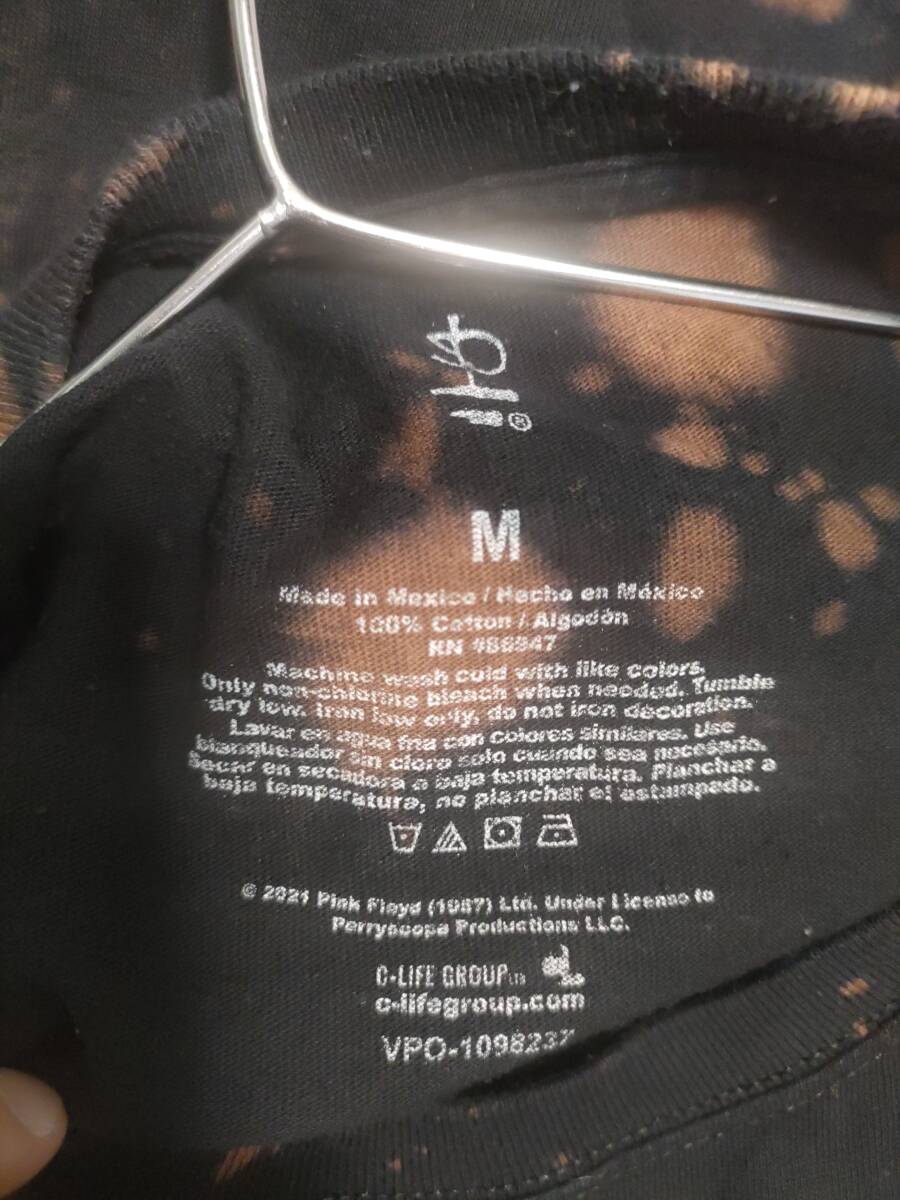 ®
M
Made in Mexico / Hecho en México
100% Cotton / Algodón
RN #86947
Machine wash cold with like colors.
Only non-chlorine bleach when needed. Tumble
dry low. Iron low only, do not iron decoration.
Lavar en agua fria con colores similares. Use
blanqueador sin cloro solo cuando sea necesario.
Secar en secadora a baja temperatura. Planchar a
baja temperatura, no planchar el estampado.
© 2021 Pink Floyd (1987) Ltd. Under License to
Perryscope Productions LLC.
C-LIFE GROUP LTD
c-lifegroup.com
VPO-1098237